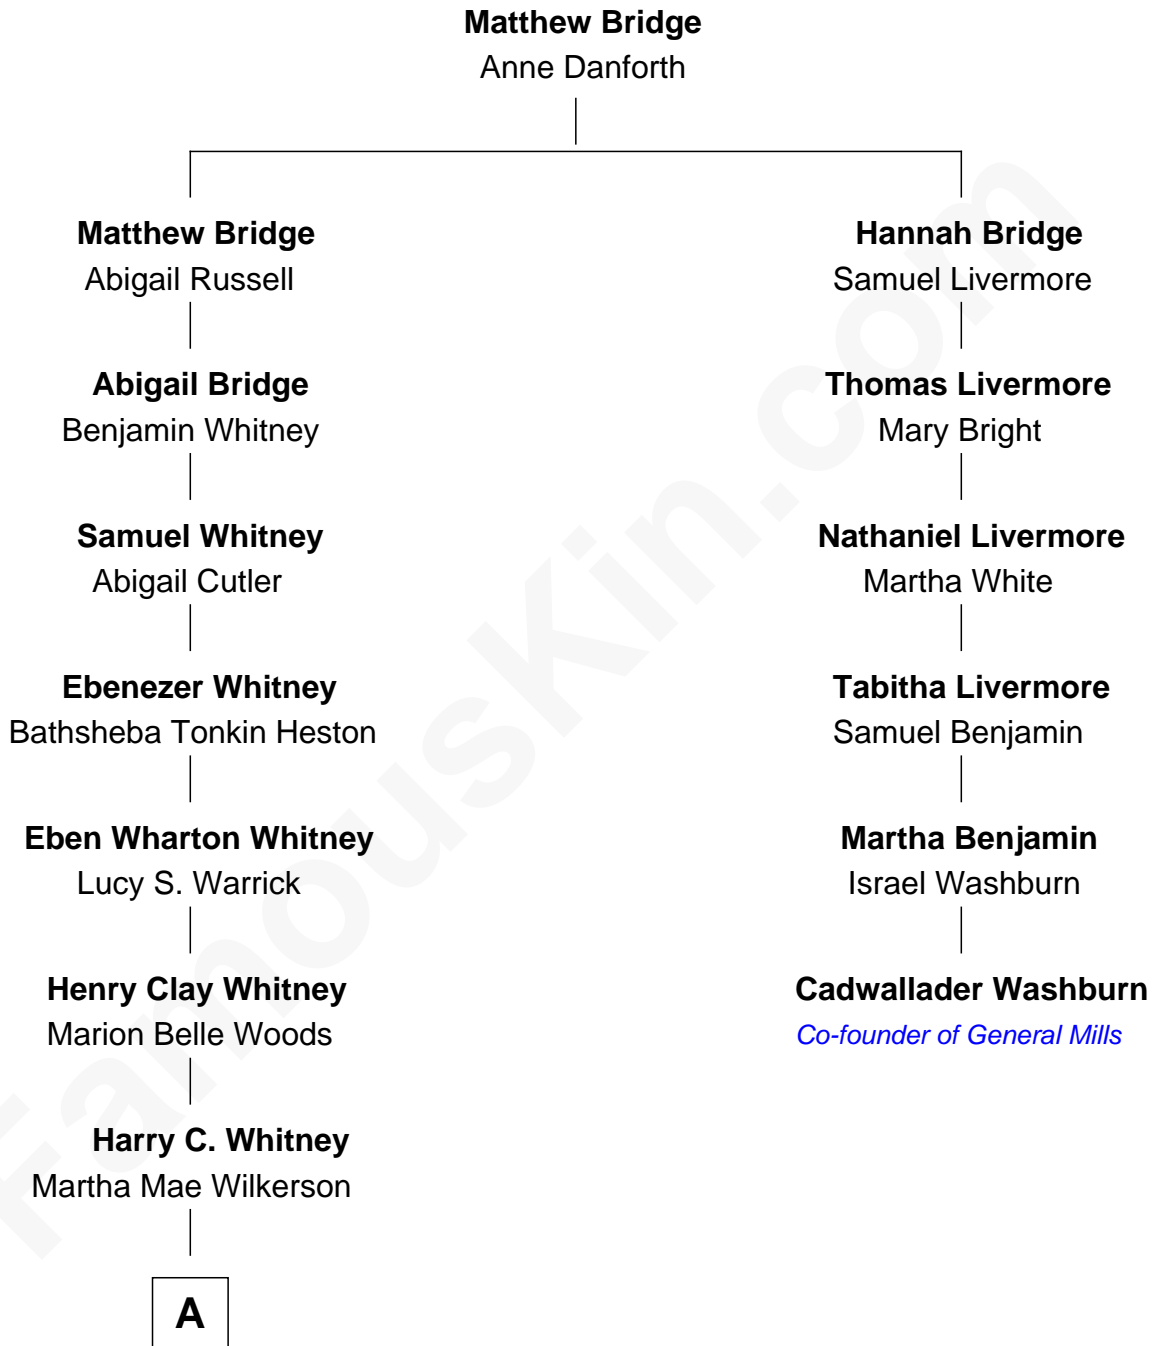 Matthew Bridge
Anne Danforth
Matthew Bridge
Abigail Russell
Hannah Bridge
Samuel Livermore
Abigail Bridge
Benjamin Whitney
Thomas Livermore
Mary Bright
Samuel Whitney
Abigail Cutler
Nathaniel Livermore
Martha White
Ebenezer Whitney
Bathsheba Tonkin Heston
Tabitha Livermore
Samuel Benjamin
Eben Wharton Whitney
Lucy S. Warrick
Martha Benjamin
Israel Washburn
Henry Clay Whitney
Marion Belle Woods
Cadwallader Washburn
Co-founder of General Mills
Harry C. Whitney
Martha Mae Wilkerson
A
FamousKin.com